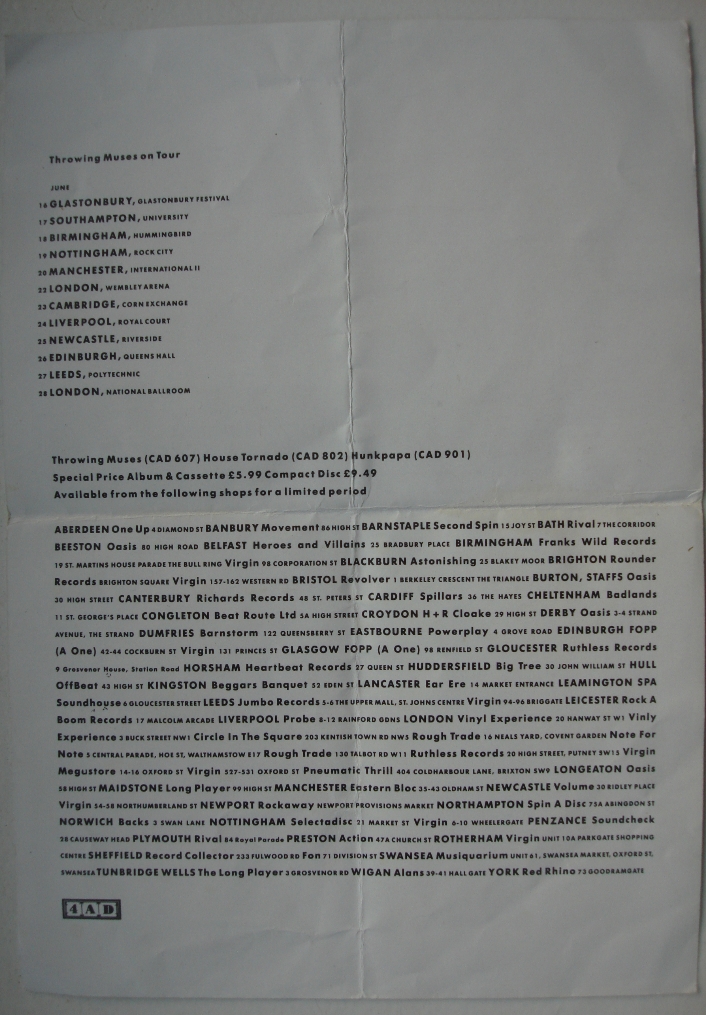 Throwing Muses on Tour
JUNE
16 GLASTONBURY, GLASTONBURY FESTIVAL
17 SOUTHAMPTON, UNIVERSITY
18 BIRMINGHAM, HUMMINGBIRD
19 NOTTINGHAM, ROCK CITY
20 MANCHESTER, INTERNATIONAL II
22 LONDON, WEMBLEY ARENA
23 CAMBRIDGE, CORN EXCHANGE
24 LIVERPOOL, ROYAL COURT
25 NEWCASTLE, RIVERSIDE
26 EDINBURGH, QUEENS HALL
27 LEEDS, POLYTECHNIC
28 LONDON, NATIONAL BALLROOM
Throwing Muses (CAD 607) House Tornado (CAD 802) Hunkpapa (CAD 901)
Special Price Album & Cassette £5.99 Compact Disc £9.49
Available from the following shops for a limited period
ABERDEEN One Up 4 DIAMOND ST BANBURY Movement 86 HIGH ST BARNSTAPLE Second Spin 15 JOY ST BATH Rival 7 THE CORRIDOR
BEESTON Oasis 80 HIGH ROAD BELFAST Heroes and Villains 25 BRADBURY PLACE BIRMINGHAM Franks Wild Records
19 ST. MARTINS HOUSE PARADE THE BULL RING Virgin 98 CORPORATION ST BLACKBURN Astonishing 25 BLAKEY MOOR BRIGHTON Rounder
Records BRIGHTON SQUARE Virgin 157-162 WESTERN RD BRISTOL Revolver 1 BERKELEY CRESCENT THE TRIANGLE BURTON, STAFFS Oasis
30 HIGH STREET CANTERBURY Richards Records 48 ST. PETERS ST CARDIFF Spillars 36 THE HAYES CHELTENHAM Badlands
11 ST. GEORGE'S PLACE CONGLETON Beat Route Ltd 5A HIGH STREET CROYDON H+R Cloake 29 HIGH ST DERBY Oasis 3-4 STRAND
AVENUE, THE STRAND DUMFRIES Barnstorm 122 QUEENSBERRY ST EASTBOURNE Powerplay 4 GROVE ROAD EDINBURGH FOPP
(A One) 42-44 COCKBURN ST Virgin 131 PRINCES ST GLASGOW FOPP (A One) 98 RENFIELD ST GLOUCESTER Ruthless Records
9 Grosvenor House, Station Road HORSHAM Heartbeat Records 27 QUEEN ST HUDDERSFIELD Big Tree 30 JOHN WILLIAM ST HULL
OffBeat 43 HIGH ST KINGSTON Beggars Banquet 52 EDEN ST LANCASTER Ear Ere 14 MARKET ENTRANCE LEAMINGTON SPA
Soundhouse 6 GLOUCESTER STREET LEEDS Jumbo Records 5-6 THE UPPER MALL, ST. JOHNS CENTRE Virgin 94-96 BRIGGATE LEICESTER Rock A
Boom Records 17 MALCOLM ARCADE LIVERPOOL Probe 8-12 RAINFORD GDNS LONDON Vinyl Experience 20 HANWAY ST W1 Vinly
Experience 3 BUCK STREET NW1 Circle In The Square 203 KENTISH TOWN RD NW5 Rough Trade 16 NEALS YARD, COVENT GARDEN Note For
Note 5 CENTRAL PARADE, HOE ST, WALTHAMSTOW E17 Rough Trade 130 TALBOT RD W11 Ruthless Records 20 HIGH STREET, PUTNEY SW15 Virgin
Megustore 14-16 OXFORD ST Virgin 527-531 OXFORD ST Pneumatic Thrill 404 COLDHARBOUR LANE, BRIXTON SW9 LONGEATON Oasis
58 HIGH ST MAIDSTONE Long Player 99 HIGH ST MANCHESTER Eastern Bloc 35-43 OLDHAM ST NEWCASTLE Volume 30 RIDLEY PLACE
Virgin 54-58 NORTHUMBERLAND ST NEWPORT Rockaway NEWPORT PROVISIONS MARKET NORTHAMPTON Spin A Disc 75A ABINGDON ST
NORWICH Backs 3 SWAN LANE NOTTINGHAM Selectadisc 21 MARKET ST Virgin 6-10 WHEELERGATE PENZANCE Soundcheck
28 CAUSEWAY HEAD PLYMOUTH Rival 84 Royal Parade PRESTON Action 47A CHURCH ST ROTHERHAM Virgin UNIT 10A PARKGATE SHOPPING
CENTRE SHEFFIELD Record Collector 233 FULWOOD RD Fon 71 DIVISION ST SWANSEA Musiquarium UNIT 61, SWANSEA MARKET, OXFORD ST,
SWANSEA TUNBRIDGE WELLS The Long Player 3 GROSVENOR RD WIGAN Alans 39-41 HALL GATE YORK Red Rhino 73 GOODRAMGATE
4AD